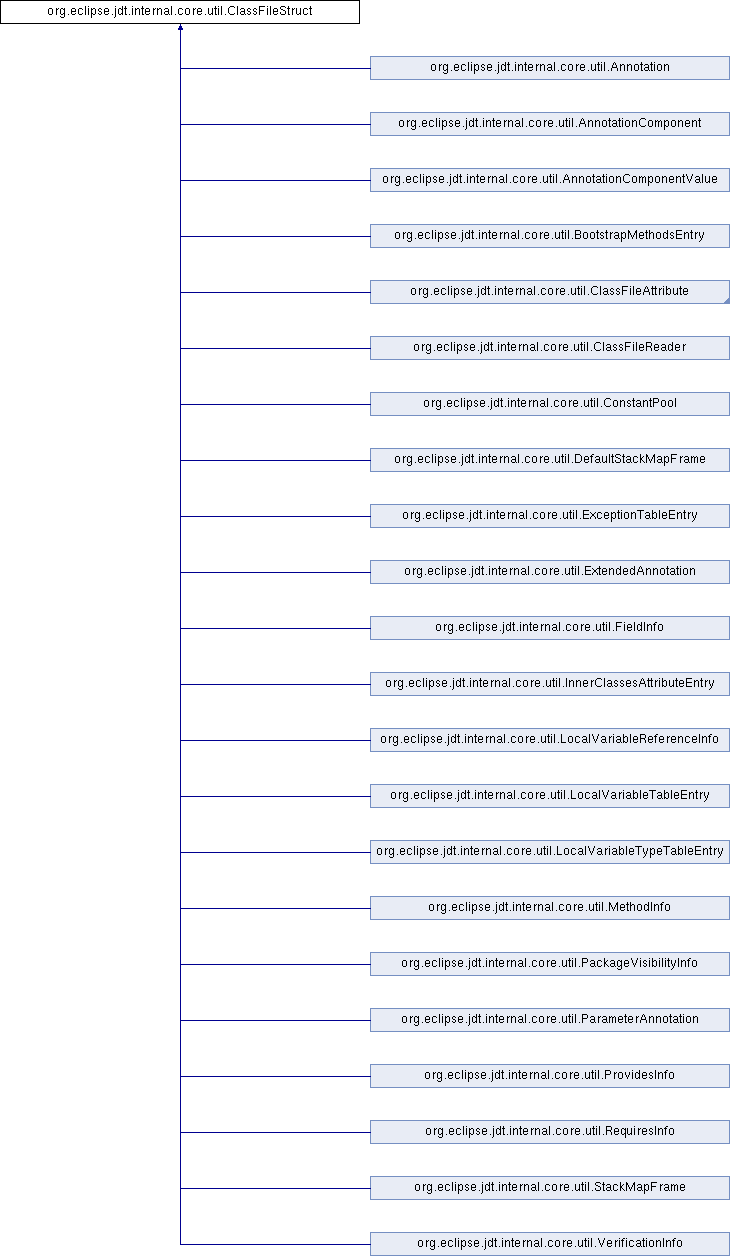 org.eclipse.jdt.internal.core.util.ClassFileStruct
org.eclipse.jdt.internal.core.util.Annotation
org.eclipse.jdt.internal.core.util.AnnotationComponent
org.eclipse.jdt.internal.core.util.AnnotationComponentValue
org.eclipse.jdt.internal.core.util.BootstrapMethodsEntry
org.eclipse.jdt.internal.core.util.ClassFileAttribute
org.eclipse.jdt.internal.core.util.ClassFileReader
org.eclipse.jdt.internal.core.util.ConstantPool
org.eclipse.jdt.internal.core.util.DefaultStackMapFrame
org.eclipse.jdt.internal.core.util.ExceptionTableEntry
org.eclipse.jdt.internal.core.util.ExtendedAnnotation
org.eclipse.jdt.internal.core.util.FieldInfo
org.eclipse.jdt.internal.core.util.InnerClassesAttributeEntry
org.eclipse.jdt.internal.core.util.LocalVariableReferenceInfo
org.eclipse.jdt.internal.core.util.LocalVariableTableEntry
org.eclipse.jdt.internal.core.util.LocalVariableTypeTableEntry
org.eclipse.jdt.internal.core.util.MethodInfo
org.eclipse.jdt.internal.core.util.PackageVisibilityInfo
org.eclipse.jdt.internal.core.util.ParameterAnnotation
org.eclipse.jdt.internal.core.util.ProvidesInfo
org.eclipse.jdt.internal.core.util.RequiresInfo
org.eclipse.jdt.internal.core.util.StackMapFrame
org.eclipse.jdt.internal.core.util.VerificationInfo